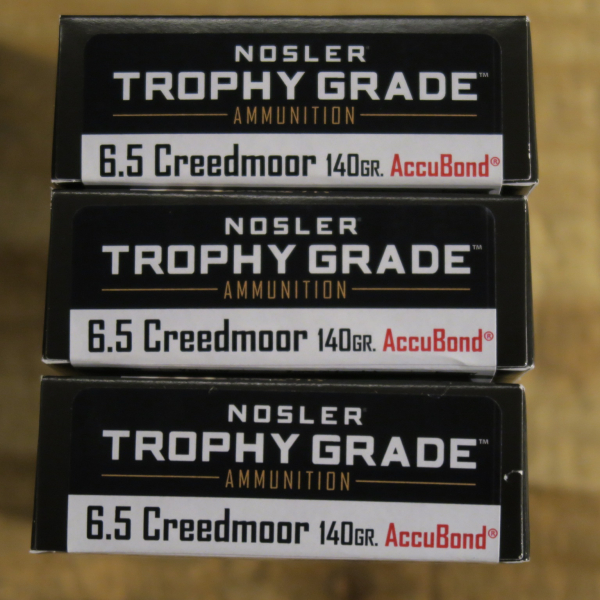 NOSLER
TROPHY GRADE™
AMMUNITION
6.5 Creedmoor 140GR. AccuBond®
NOSLER
TROPHY GRADE™
AMMUNITION
6.5 Creedmoor 140GR. AccuBond®
NOSLER
TROPHY GRADE™
AMMUNITION
6.5 Creedmoor 140GR. AccuBond®